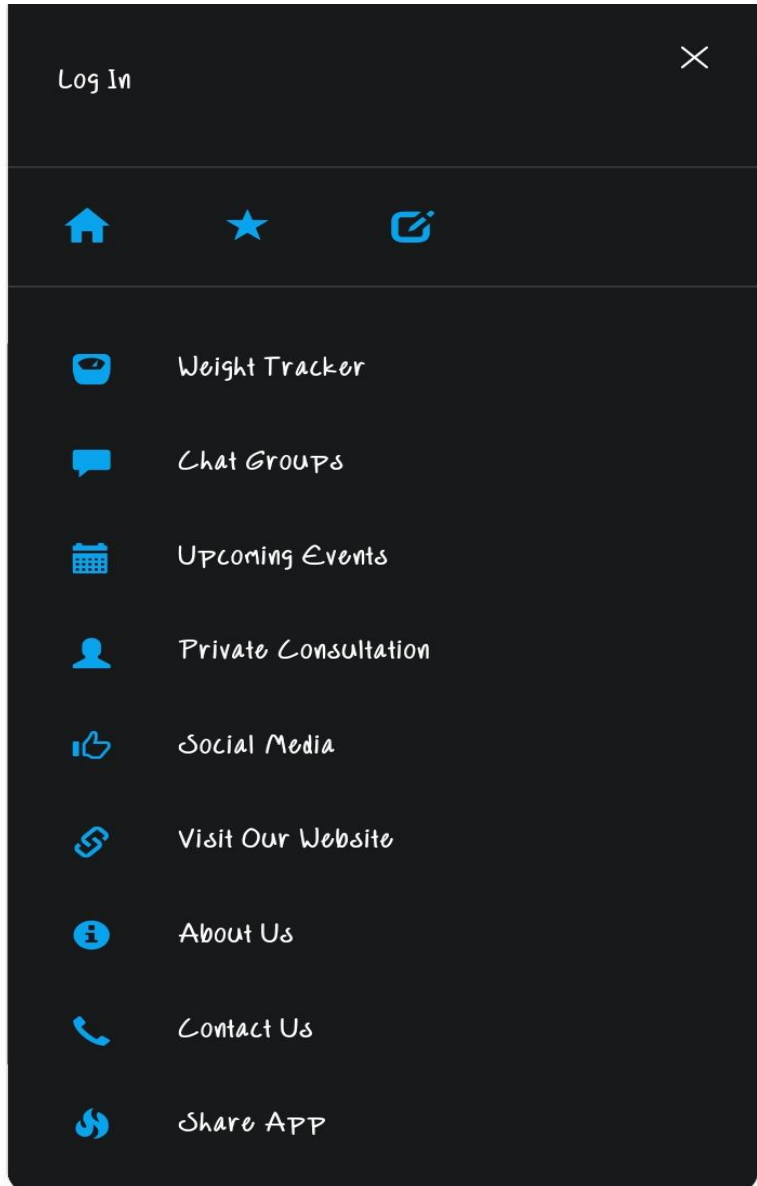 Log In
Weight Tracker
Chat Groups
Upcoming Events
Private Consultation
Social Media
Visit Our Website
About Us
Contact Us
Share App